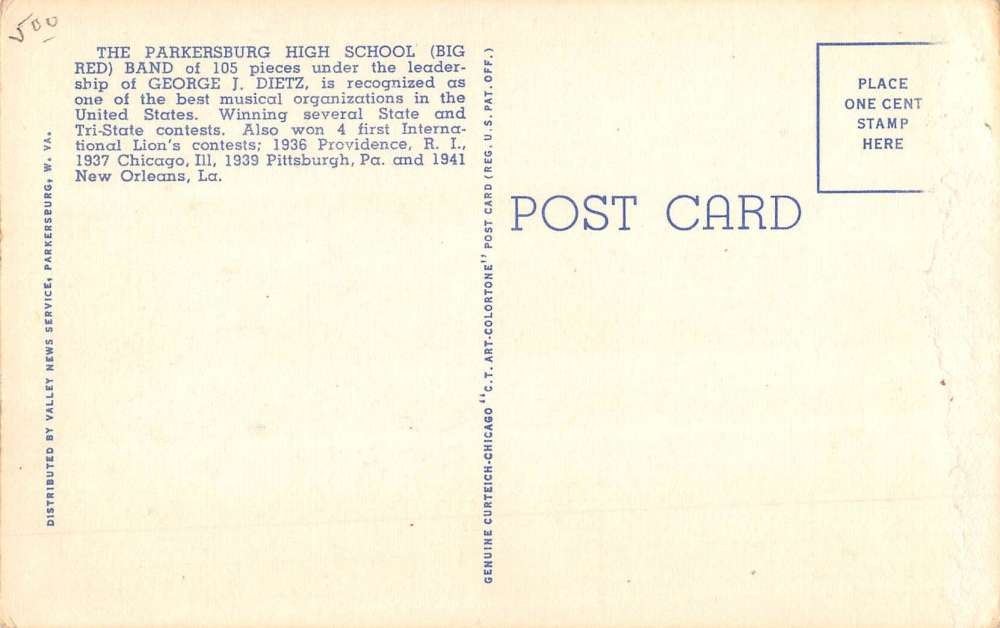 500
THE PARKERSBURG HIGH SCHOOL (BIG
RED) BAND of 105 pieces under the leader-
ship of GEORGE J. DIETZ, is recognized as
one of the best musical organizations in the
United States. Winning several State and
Tri-State contests. Also won 4 first Interna-
tional Lion's contests; 1936 Providence, R. I.,
1937 Chicago, Ill, 1939 Pittsburgh, Pa. and 1941
New Orleans, La.
DISTRIBUTED BY VALLEY NEWS SERVICE, PARKERSBURG, W. VA.
GENUINE CURTEICH-CHICAGO "C.T. ART-COLORTONE" POST CARD (REG. U.S. PAT. OFF.)
POST CARD
PLACE
ONE CENT
STAMP
HERE